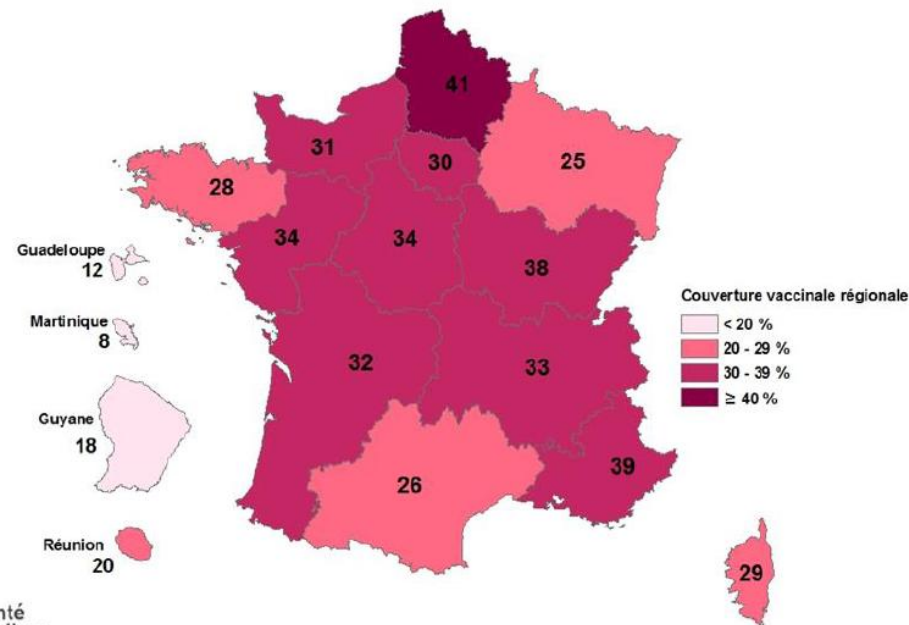 41
31
30
25
28
34
34
38
Guadeloupe
12
Martinique
8
Guyane
18
Réunion
20
32
33
26
39
29
Couverture vaccinale régionale
< 20 %
20 - 29 %
30 - 39 %
≥ 40 %